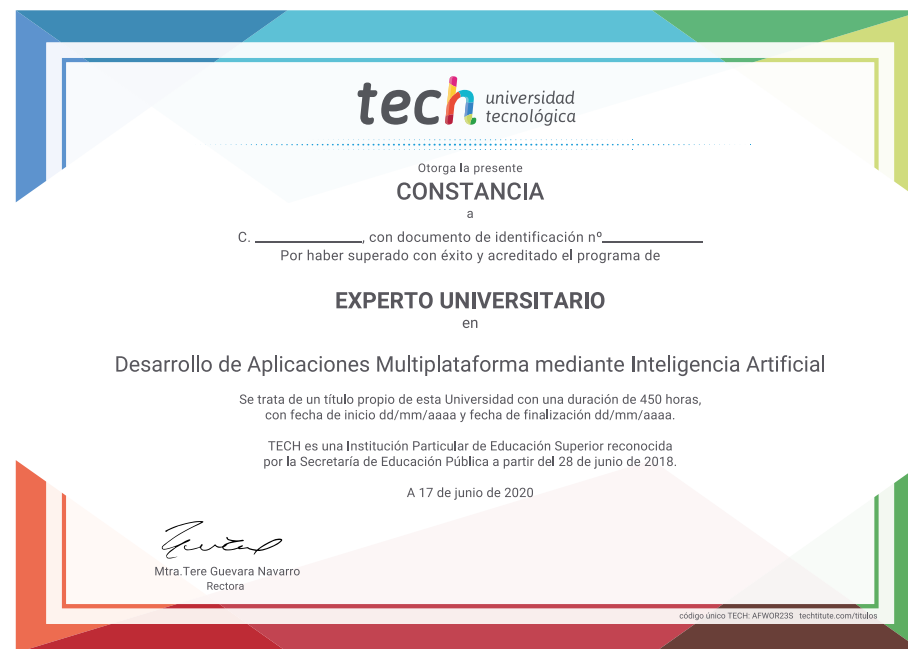 tech universidad
tecnológica
Otorga la presente
CONSTANCIA
a
C. ______________, con documento de identificación nº_____________
Por haber superado con éxito y acreditado el programa de
EXPERTO UNIVERSITARIO
en
Desarrollo de Aplicaciones Multiplataforma mediante Inteligencia Artificial
Se trata de un título propio de esta Universidad con una duración de 450 horas,
con fecha de inicio dd/mm/aaaa y fecha de finalización dd/mm/aaaa.
TECH es una Institución Particular de Educación Superior reconocida
por la Secretaría de Educación Pública a partir del 28 de junio de 2018.
A 17 de junio de 2020
Mtra.Tere Guevara Navarro
Rectora
código único TECH: AFWOR23S techtitute.com/titulos